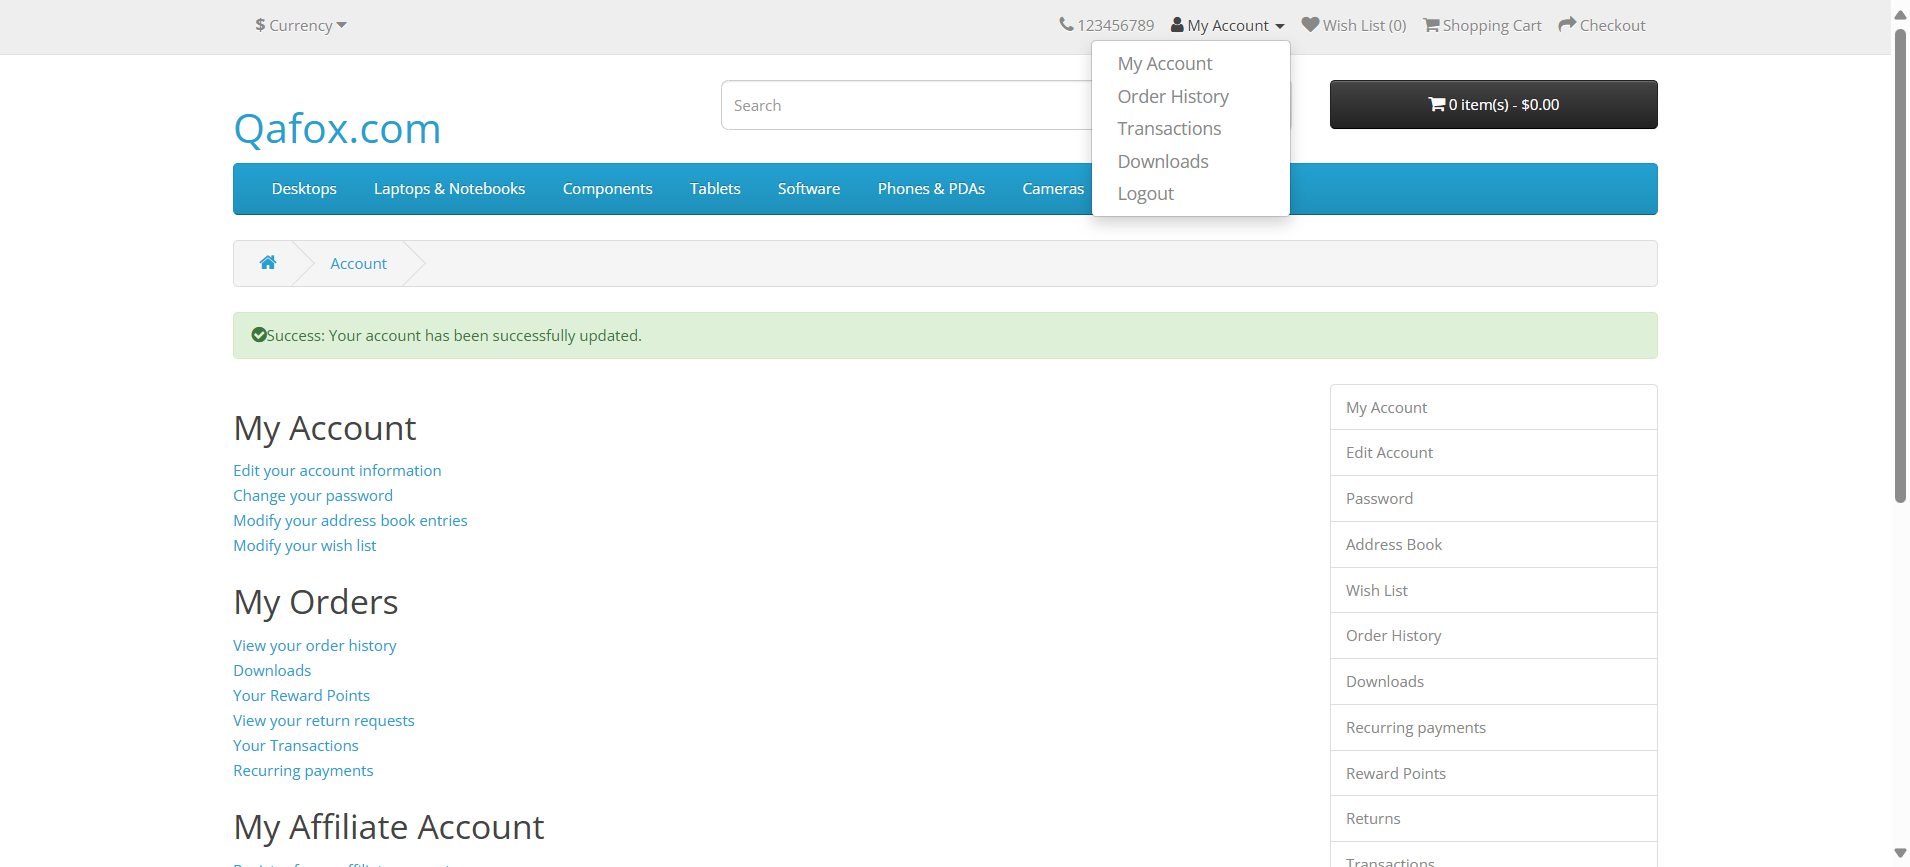 $ Currency
123456789 My Account Wish List (0) Shopping Cart Checkout
My Account
Order History
Transactions
Downloads
Logout
Qafox.com
Search
0 item(s) - $0.00
Desktops Laptops & Notebooks Components Tablets Software Phones & PDAs Cameras
Account
Success: Your account has been successfully updated.
My Account
Edit your account information
Change your password
Modify your address book entries
Modify your wish list
My Orders
View your order history
Downloads
Your Reward Points
View your return requests
Your Transactions
Recurring payments
My Affiliate Account
My Account
Edit Account
Password
Address Book
Wish List
Order History
Downloads
Recurring payments
Reward Points
Returns
Transactions